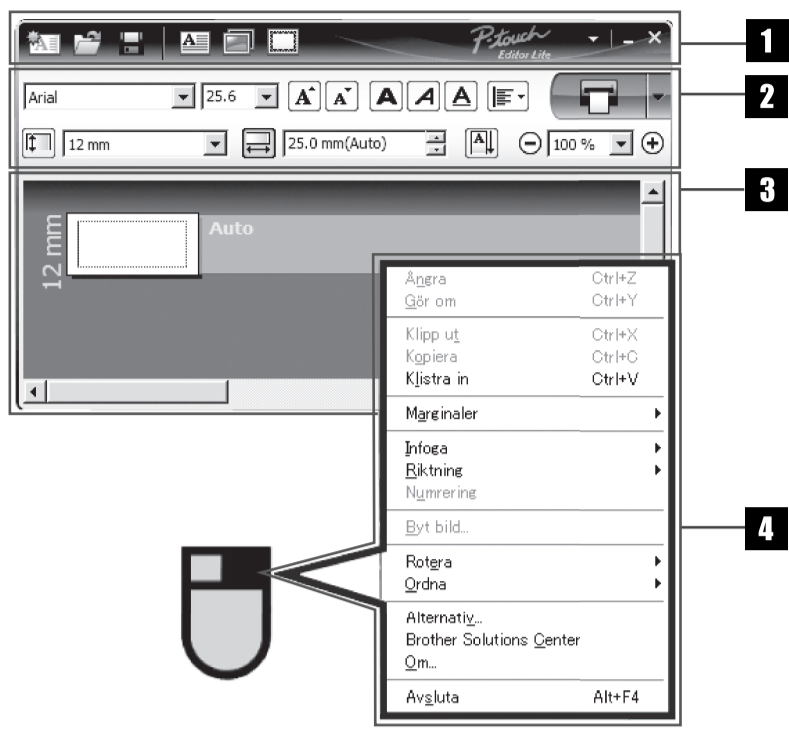 P-touch
Editor Lite
1
Arial
25.6
A A A A A
2
12 mm
25.0 mm(Auto)
A
100 %
3
12 mm
Auto
Ångra Ctrl+Z
Gör om Ctrl+Y
Klipp ut Ctrl+X
Kopiera Ctrl+C
Klistra in Ctrl+V
Marginaler
Infoga
Riktning
Numrering
Byt bild...
4
Rotera
Ordna
Alternativ...
Brother Solutions Center
Om...
Avsluta Alt+F4